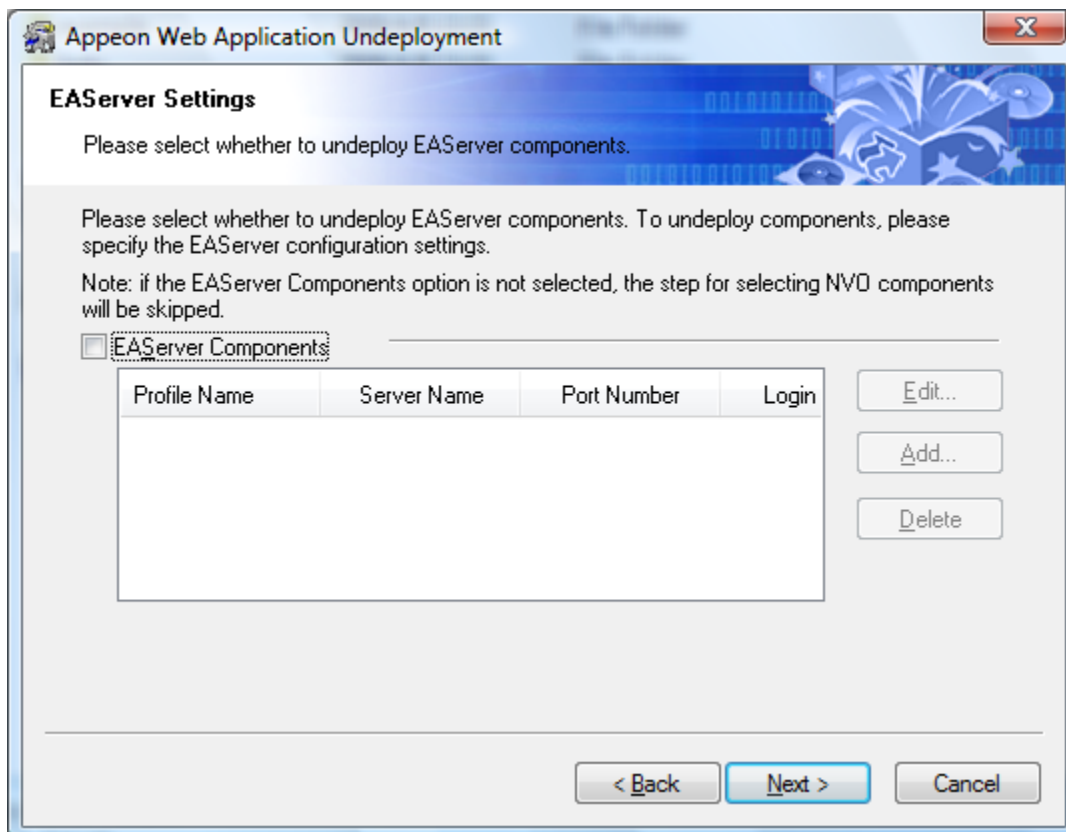 Appeon Web Application Undeployment
EAServer Settings
Please select whether to undeploy EAServer components.
Please select whether to undeploy EAServer components. To undeploy components, please
specify the EAServer configuration settings.
Note: if the EAServer Components option is not selected, the step for selecting NVO components
will be skipped.
EAServer Components
Profile Name Server Name Port Number Login
Edit...
Add...
Delete
< Back Next > Cancel